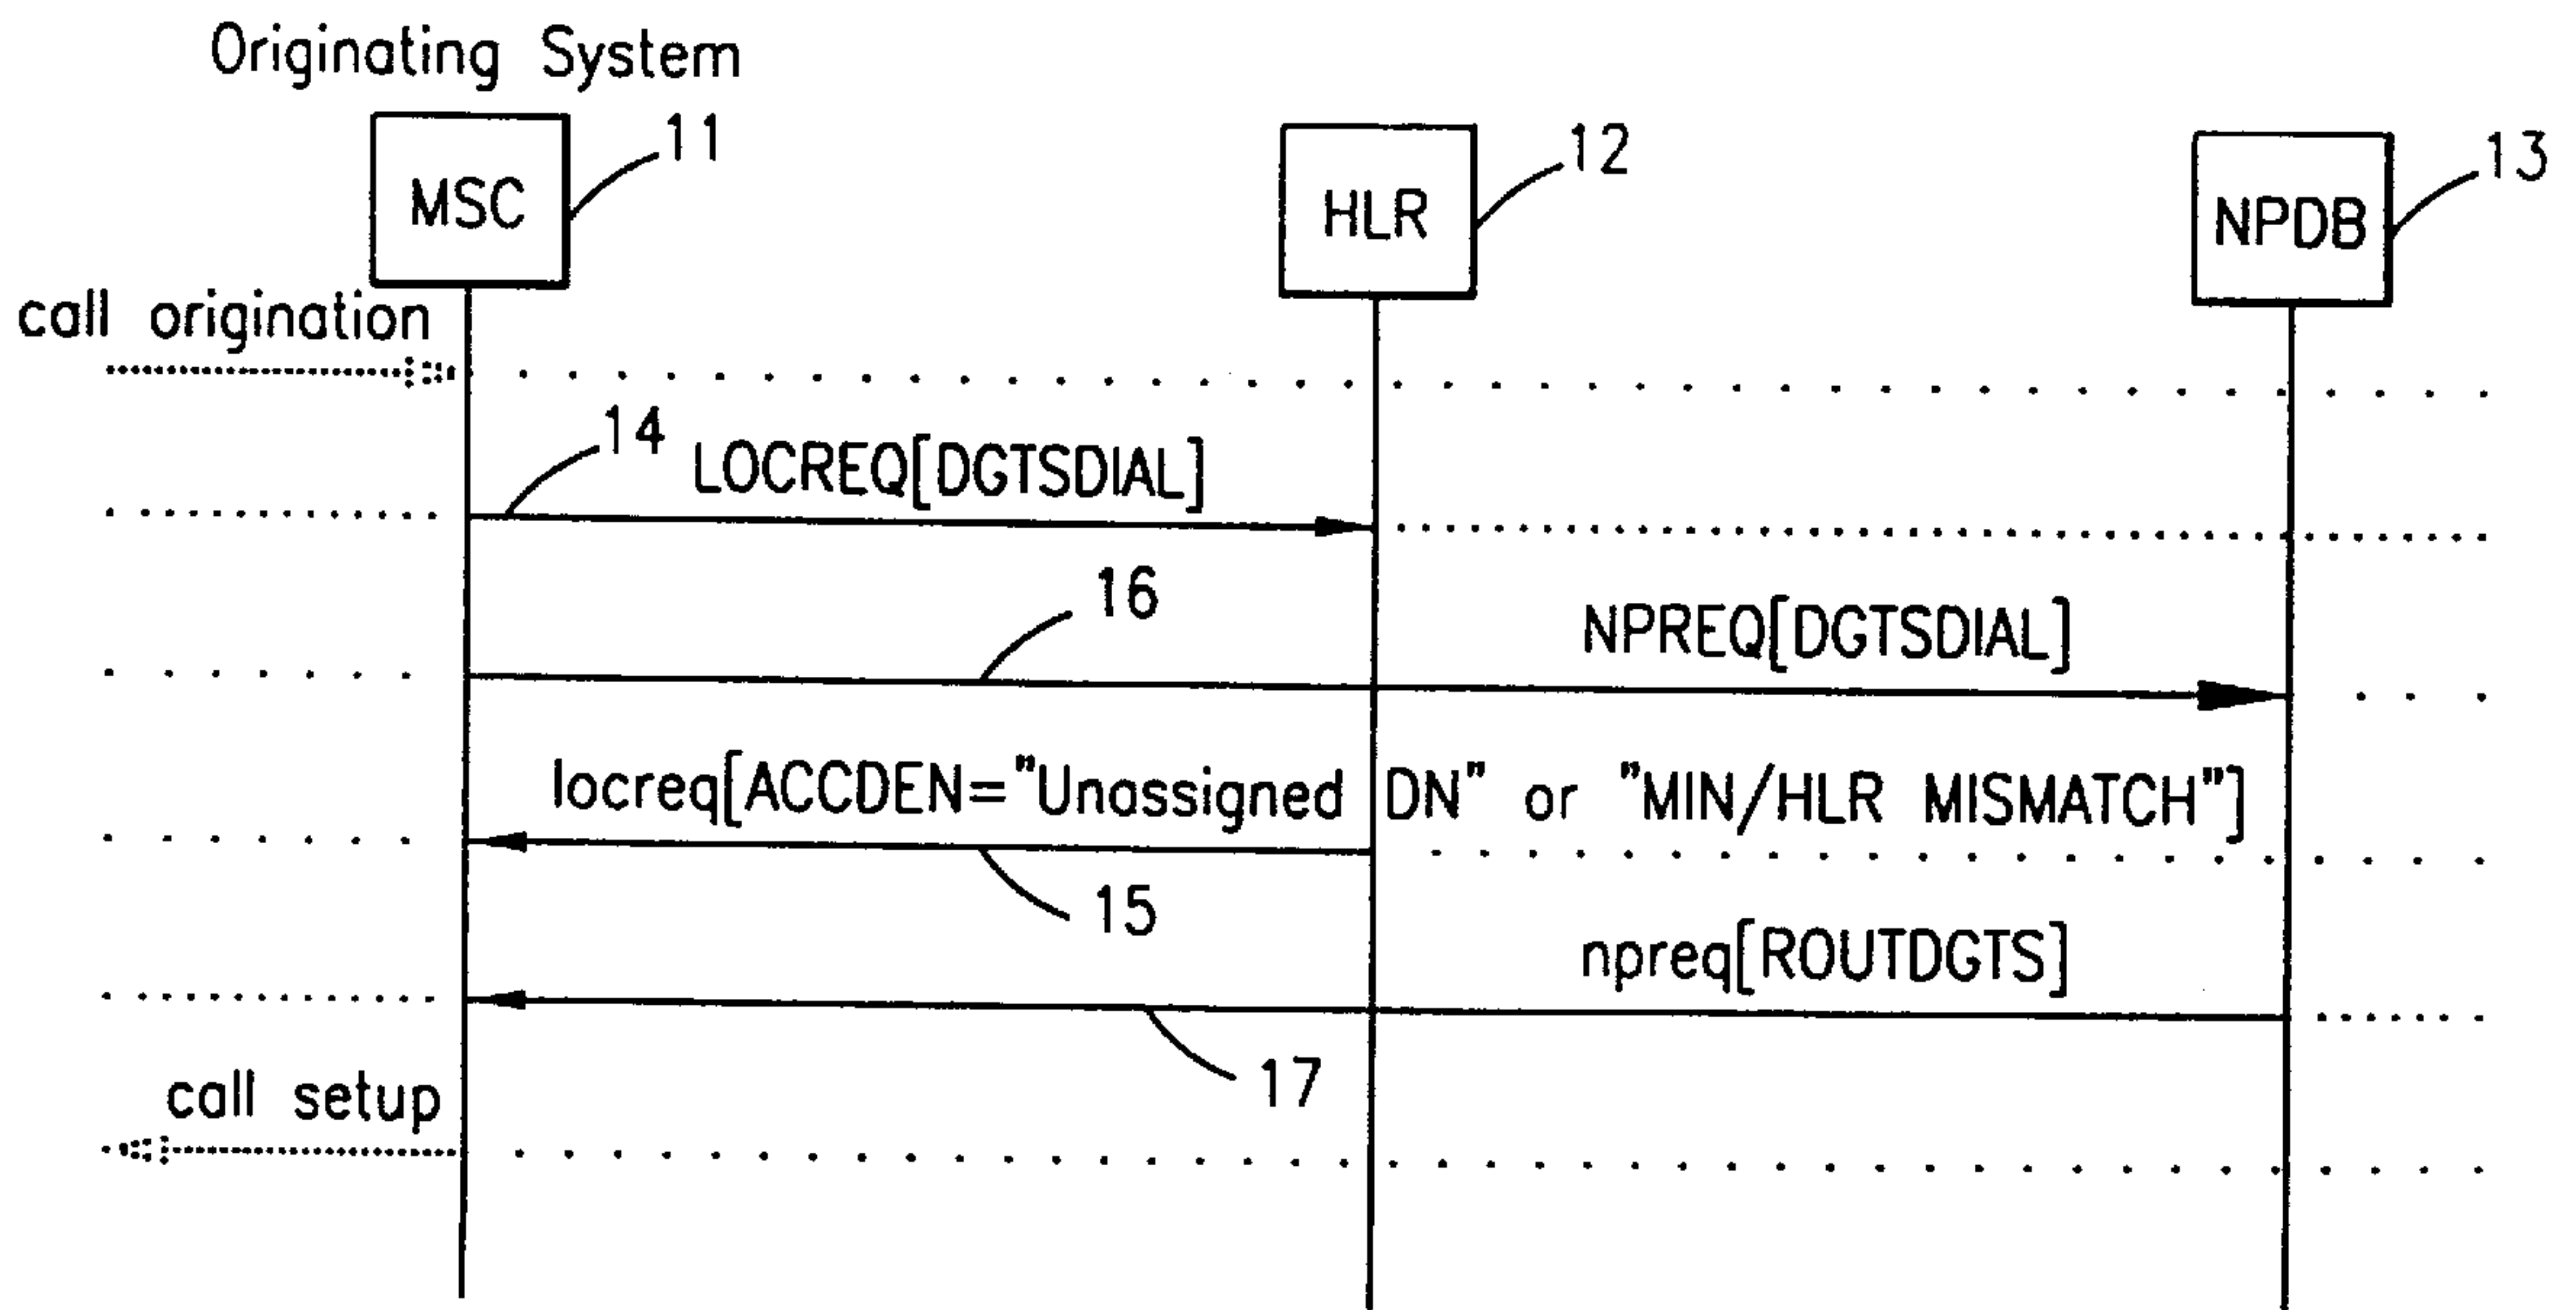 Originating System
MSC
11
HLR
12
NPDB
13
call origination
14
LOCREQ[DGTSDIAL]
16
NPREQ[DGTSDIAL]
locreq[ACCDEN="Unassigned DN" or "MIN/HLR MISMATCH"]
15
npreq[ROUTDGTS]
17
call setup